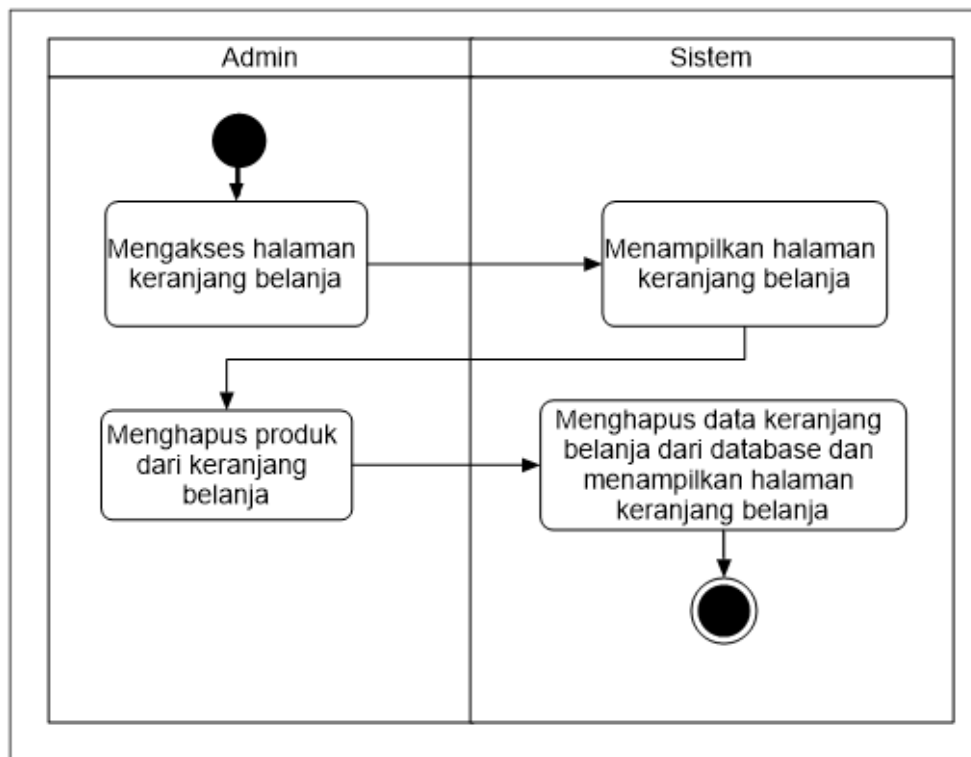 Admin
Sistem
Mengakses halaman
keranjang belanja
Menampilkan halaman
keranjang belanja
Menghapus produk
dari keranjang
belanja
Menghapus data keranjang
belanja dari database dan
menampilkan halaman
keranjang belanja